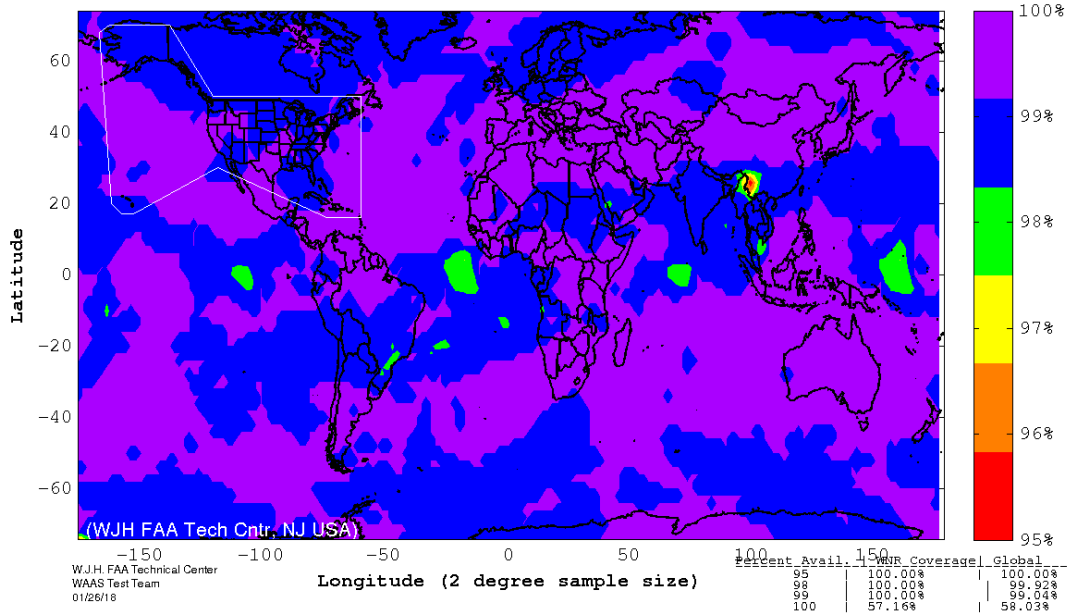 100%
99%
98%
97%
96%
95%
60
40
20
0
−20
−40
−60
Latitude
(WJH FAA Tech Cntr, NJ USA)
−150 −100 −50 0 50 100 150
Longitude (2 degree sample size)
W.J.H. FAA Technical Center
WAAS Test Team
01/26/18
Percent Avail. | WNR Coverage| Global
95 | 100.00% | 100.00%
98 | 100.00% | 99.92%
99 | 100.00% | 99.04%
100 | 57.16% | 58.03%